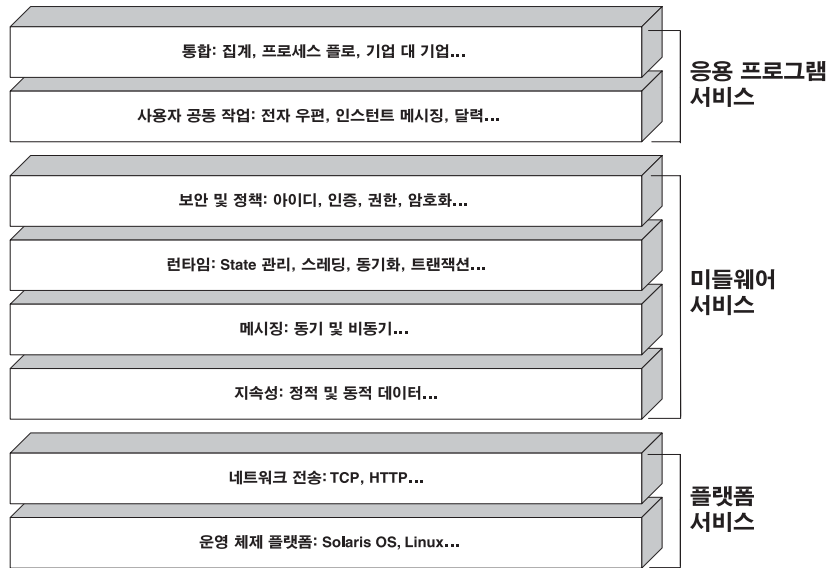 통합: 집계, 프로세스 플로, 기업 대 기업...
사용자 공동 작업: 전자 우편, 인스턴트 메시징, 달력...
응용 프로그램
서비스
보안 및 정책: 아이디, 인증, 권한, 암호화...
런타임: State 관리, 스레딩, 동기화, 트랜잭션...
메시징: 동기 및 비동기...
지속성: 정적 및 동적 데이터...
미들웨어
서비스
네트워크 전송: TCP, HTTP...
운영 체제 플랫폼: Solaris OS, Linux...
플랫폼
서비스